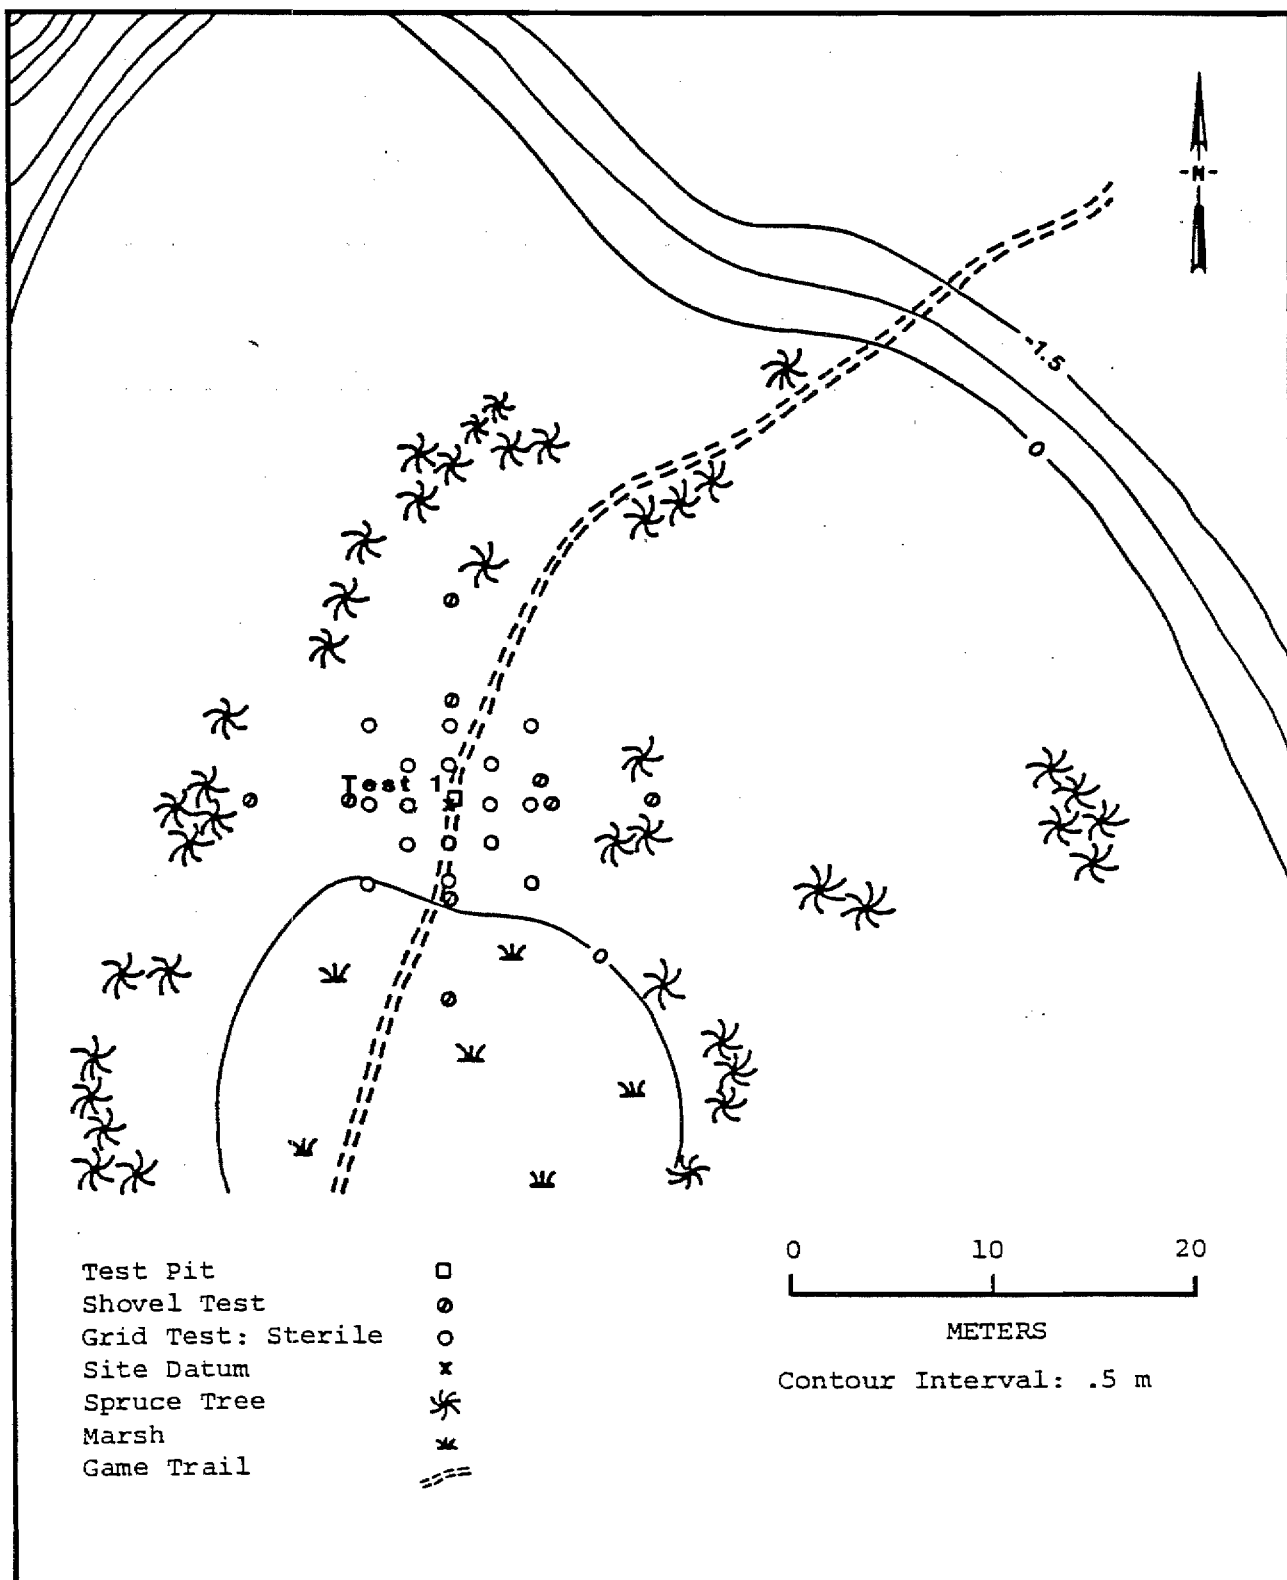 -N-
-1.5
0
Test 1
0
Test Pit
Shovel Test
Grid Test: Sterile
Site Datum
Spruce Tree
Marsh
Game Trail
0 10 20
METERS
Contour Interval: .5 m